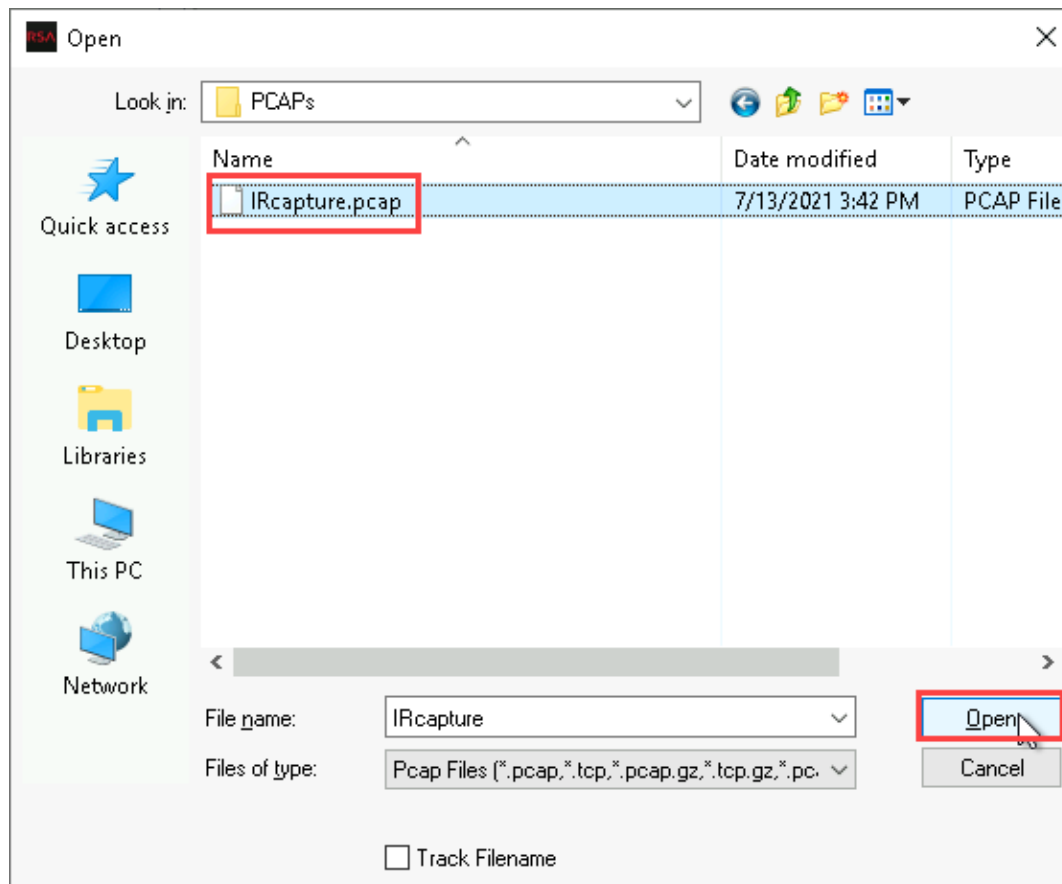 RSA Open
Look in: PCAPs
Name Date modified Type
IRcapture.pcap 7/13/2021 3:42 PM PCAP File
Quick access
Desktop
Libraries
This PC
Network
File name: IRcapture Open
Files of type: Pcap Files (*.pcap,*.tcp,*.pcap.gz,*.tcp.gz,*.pc Cancel
Track Filename